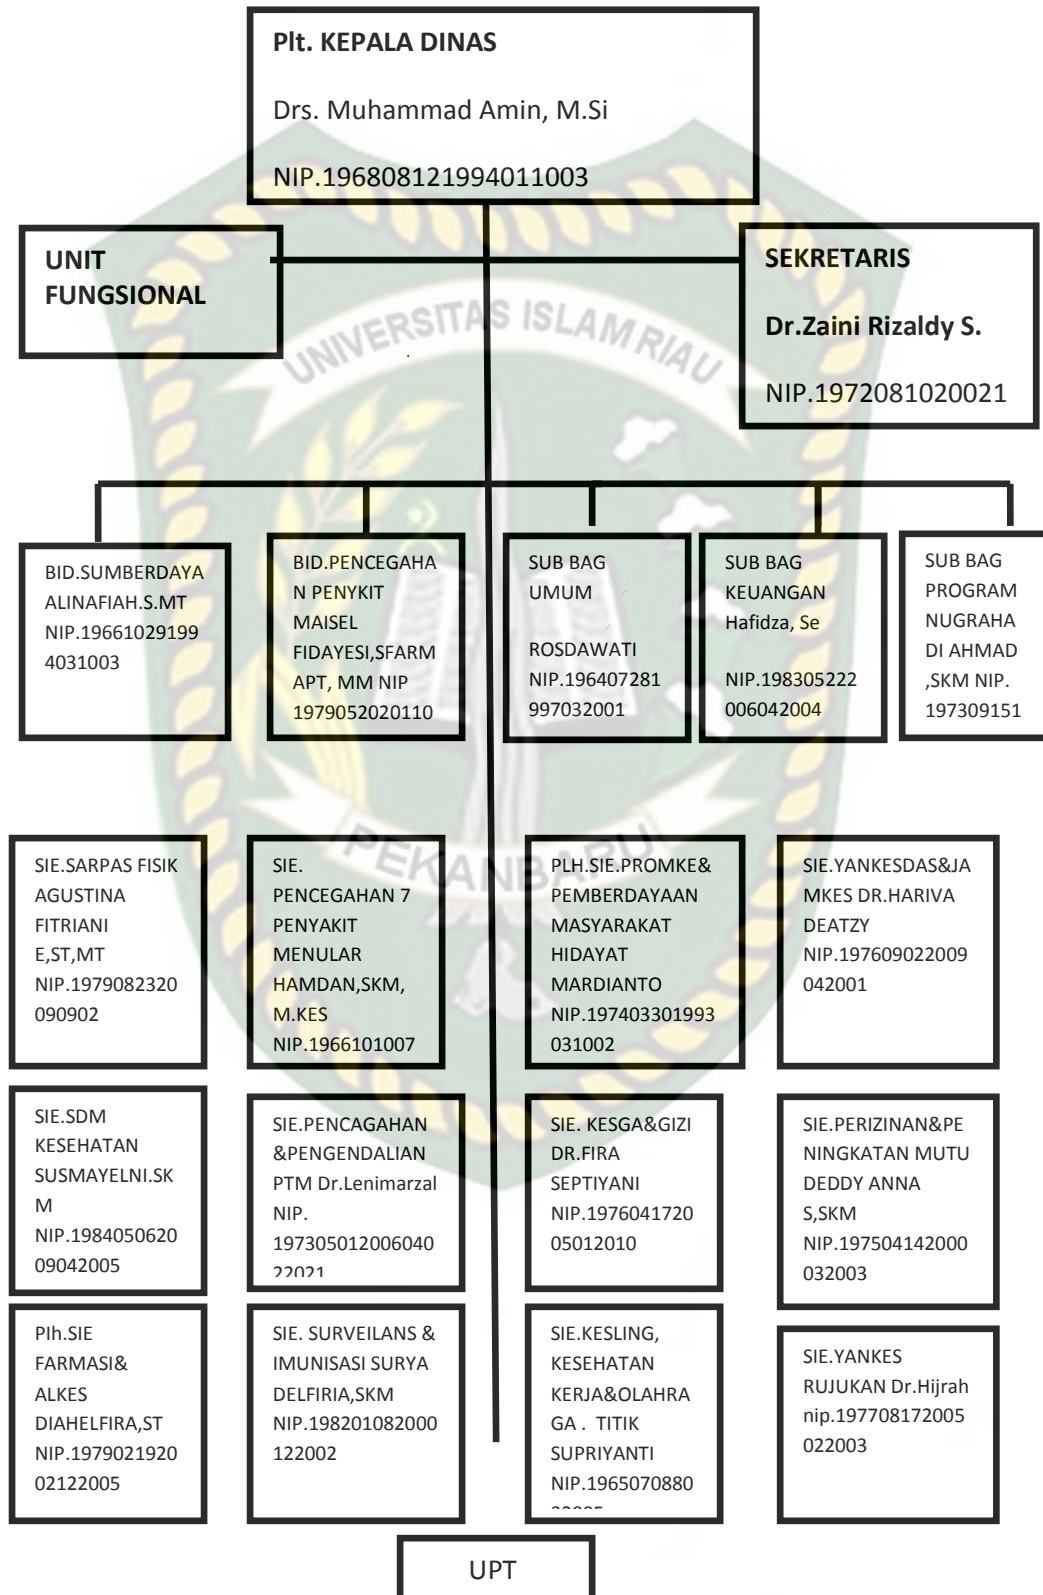 Plt. KEPALA DINAS
Drs. Muhammad Amin, M.Si
NIP.196808121994011003
UNIT
FUNGSIONAL
SEKRETARIS
Dr.Zaini Rizaldy S.
NIP.1972081020021
UNIVERSITAS ISLAM RIAU
BID.SUMBERDAYA
ALINAFIAH.S.MT
NIP.19661029199
4031003
BID.PENCEGAHA
N PENYKIT
MAISEL
FIDAYESI,SFARM
APT, MM NIP
1979052020110
SUB BAG
UMUM
ROSDAWATI
NIP.196407281
997032001
SUB BAG
KEUANGAN
Hafidza, Se
NIP.198305222
006042004
SUB BAG
PROGRAM
NUGRAHA
DI AHMAD
,SKM NIP.
197309151
PEKANBARU
SIE.SARPAS FISIK
AGUSTINA
FITRIANI
E,ST,MT
NIP.1979082320
090902
SIE.
PENCEGAHAN 7
PENYAKIT
MENULAR
HAMDAN,SKM,
M.KES
NIP.1966101007
PLH.SIE.PROMKE&
PEMBERDAYAAN
MASYARAKAT
HIDAYAT
MARDIANTO
NIP.197403301993
031002
SIE.YANKESDAS&JA
MKES DR.HARIVA
DEATZY
NIP.197609022009
042001
SIE.SDM
KESEHATAN
SUSMAYELNI.SK
M
NIP.1984050620
09042005
SIE.PENCAGAHAN
&PENGENDALIAN
PTM Dr.Lenimarzal
NIP.
197305012006040
22021
SIE. KESGA&GIZI
DR.FIRA
SEPTIYANI
NIP.1976041720
05012010
SIE.PERIZINAN&PE
NINGKATAN MUTU
DEDDY ANNA
S,SKM
NIP.197504142000
032003
Plh.SIE
FARMASI&
ALKES
DIAHELFIRA,ST
NIP.1979021920
02122005
SIE. SURVEILANS &
IMUNISASI SURYA
DELFIRIA,SKM
NIP.198201082000
122002
SIE.KESLING,
KESEHATAN
KERJA&OLAHRA
GA . TITIK
SUPRIYANTI
NIP.1965070880
SIE.YANKES
RUJUKAN Dr.Hijrah
nip.197708172005
022003
UPT